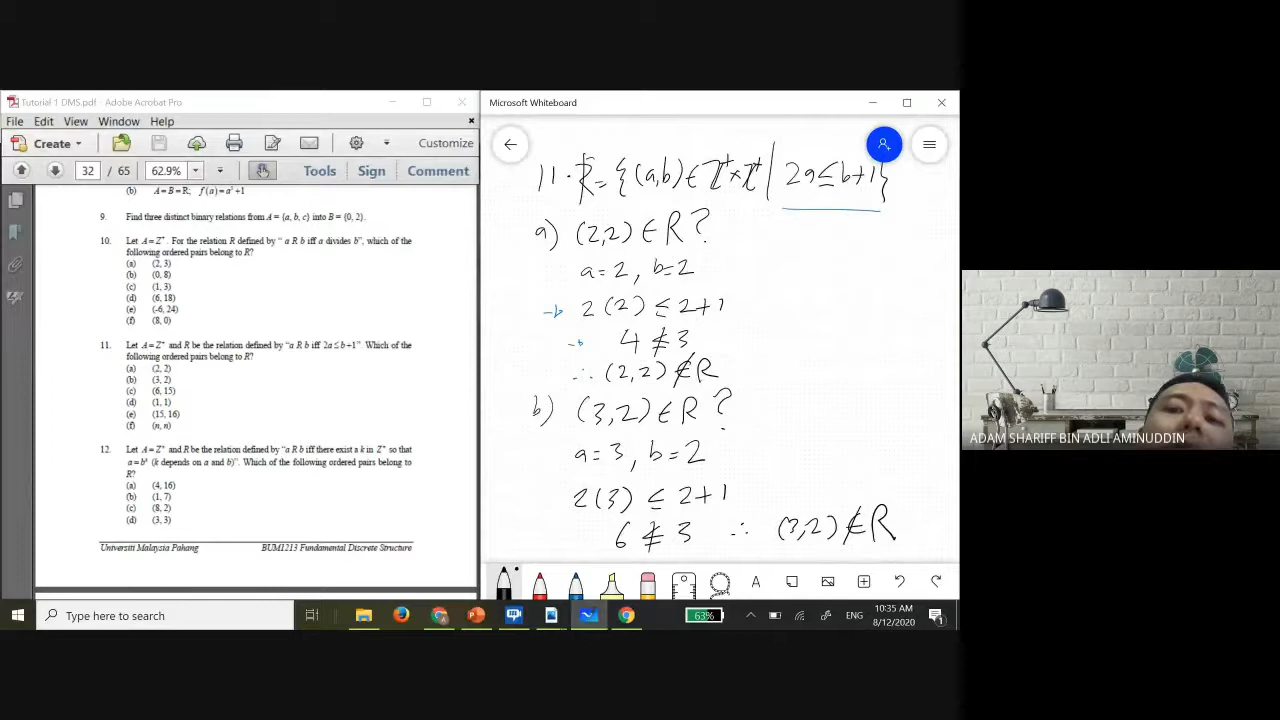 Tutorial 1 DMS.pdf - Adobe Acrobat Pro
File Edit View Window Help
Create
Customize
32 / 65 62.9% Tools Sign Comment
(b) A = B = R; f(a) = a² + 1
9. Find three distinct binary relations from A = {a, b, c} into B = {0, 2}.
10. Let A = Z⁺. For the relation R defined by “ a R b iff a divides b”, which of the
following ordered pairs belong to R?
(a) (2, 3)
(b) (0, 8)
(c) (1, 3)
(d) (6, 18)
(e) (-6, 24)
(f) (8, 0)
11. Let A = Z⁺ and R be the relation defined by “a R b iff 2a ≤ b + 1”. Which of the
following ordered pairs belong to R?
(a) (2, 2)
(b) (3, 2)
(c) (6, 15)
(d) (1, 1)
(e) (15, 16)
(f) (n, n)
12. Let A = Z⁺ and R be the relation defined by “a R b iff there exist a k in Z⁺ so that
a = bᵏ (k depends on a and b)”. Which of the following ordered pairs belong to
R?
(a) (4, 16)
(b) (1, 7)
(c) (8, 2)
(d) (3, 3)
Universiti Malaysia Pahang BUM1213 Fundamental Discrete Structure
Microsoft Whiteboard
11. R = {(a,b) ∈ Z⁺ × Z⁺ | 2a ≤ b+1}
a) (2,2) ∈ R ?
a = 2 , b = 2
2(2) ≤ 2+1
4 ≰ 3
∴ (2,2) ∉ R
b) (3,2) ∈ R ?
a = 3 , b = 2
2(3) ≤ 2+1
6 ≰ 3 ∴ (3,2) ∉ R
ADAM SHARIFF BIN ADLI AMINUDDIN
Type here to search
63%
ENG
10:35 AM
8/12/2020